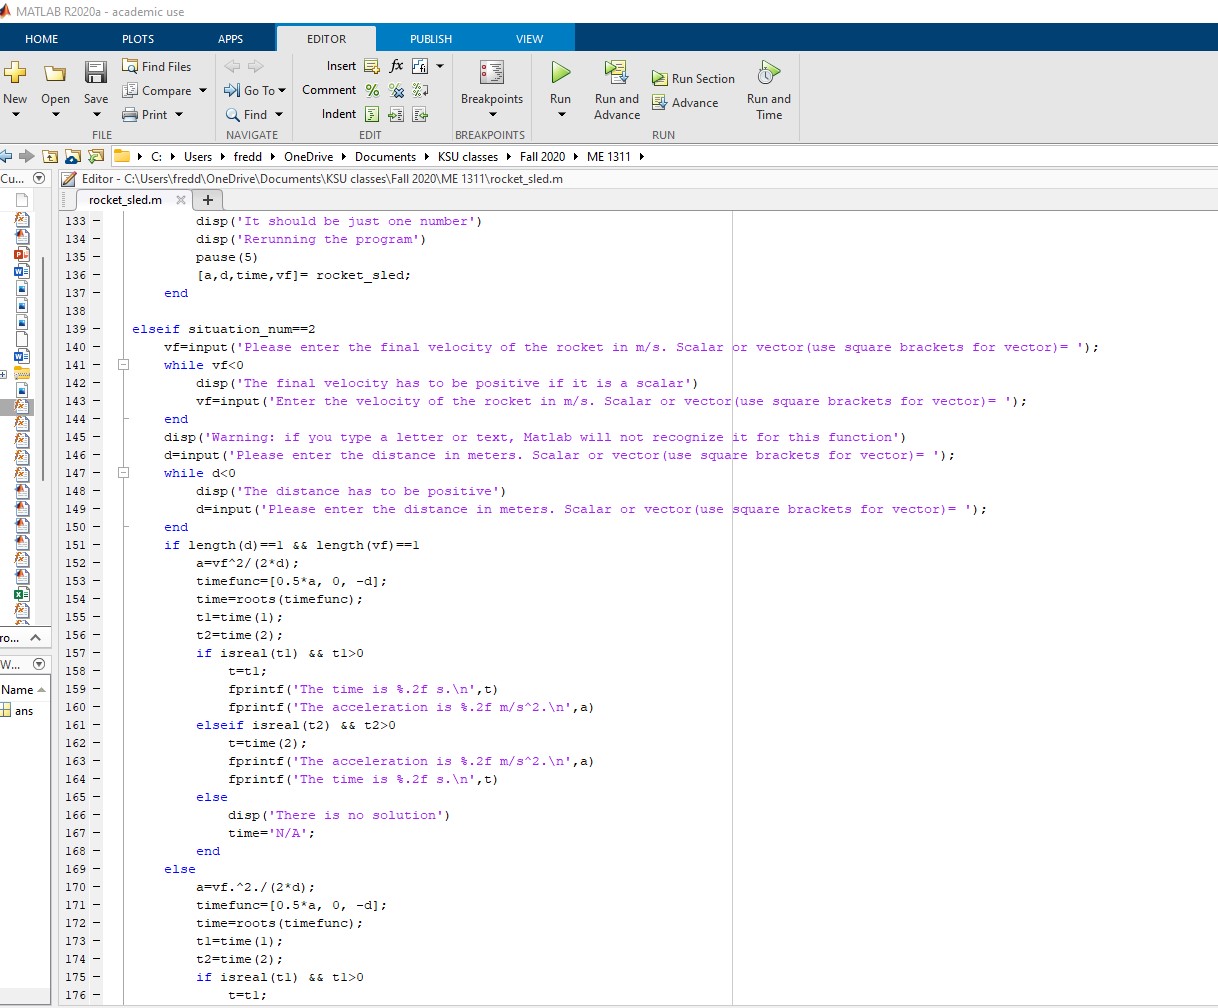 MATLAB R2020a - academic use
HOME PLOTS APPS EDITOR PUBLISH VIEW
New Open Save Find Files Compare Print Go To Find Insert Comment Indent Breakpoints Run Run and Advance Run Section Advance Run and Time
FILE NAVIGATE EDIT BREAKPOINTS RUN
C: Users fredd OneDrive Documents KSU classes Fall 2020 ME 1311
Cu... Editor - C:\Users\fredd\OneDrive\Documents\KSU classes\Fall 2020\ME 1311\rocket_sled.m
rocket_sled.m
133 disp('It should be just one number')
134 disp('Rerunning the program')
135 pause(5)
136 [a,d,time,vf]= rocket_sled;
137 end
138
139 elseif situation_num==2
140 vf=input('Please enter the final velocity of the rocket in m/s. Scalar or vector(use square brackets for vector)= ');
141 while vf<0
142 disp('The final velocity has to be positive if it is a scalar')
143 vf=input('Enter the velocity of the rocket in m/s. Scalar or vector(use square brackets for vector)= ');
144 end
145 disp('Warning: if you type a letter or text, Matlab will not recognize it for this function')
146 d=input('Please enter the distance in meters. Scalar or vector(use square brackets for vector)= ');
147 while d<0
148 disp('The distance has to be positive')
149 d=input('Please enter the distance in meters. Scalar or vector(use square brackets for vector)= ');
150 end
151 if length(d)==1 && length(vf)==1
152 a=vf^2/(2*d);
153 timefunc=[0.5*a, 0, -d];
154 time=roots(timefunc);
155 t1=time(1);
156 t2=time(2);
157 if isreal(t1) && t1>0
158 t=t1;
159 fprintf('The time is %.2f s.\n',t)
160 fprintf('The acceleration is %.2f m/s^2.\n',a)
161 elseif isreal(t2) && t2>0
162 t=time(2);
163 fprintf('The acceleration is %.2f m/s^2.\n',a)
164 fprintf('The time is %.2f s.\n',t)
165 else
166 disp('There is no solution')
167 time='N/A';
168 end
169 else
170 a=vf.^2./(2*d);
171 timefunc=[0.5*a, 0, -d];
172 time=roots(timefunc);
173 t1=time(1);
174 t2=time(2);
175 if isreal(t1) && t1>0
176 t=t1;
ro...
W...
Name
ans